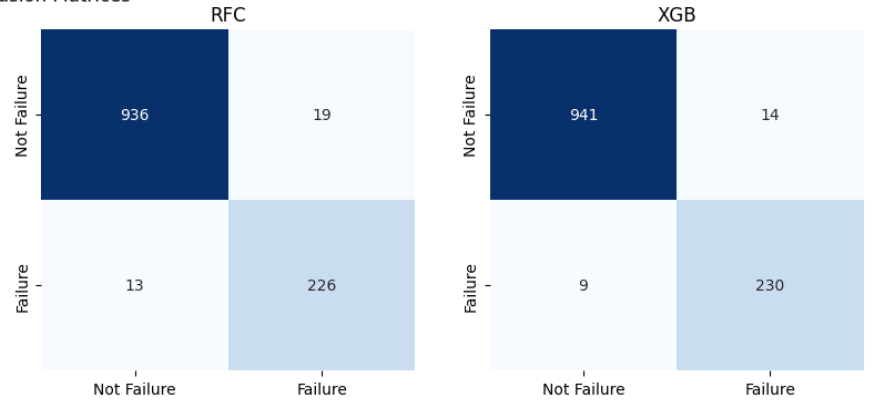 RFC
XGB
Not Failure
936
19
Not Failure
941
14
Failure
13
226
Failure
9
230
Not Failure
Failure
Not Failure
Failure